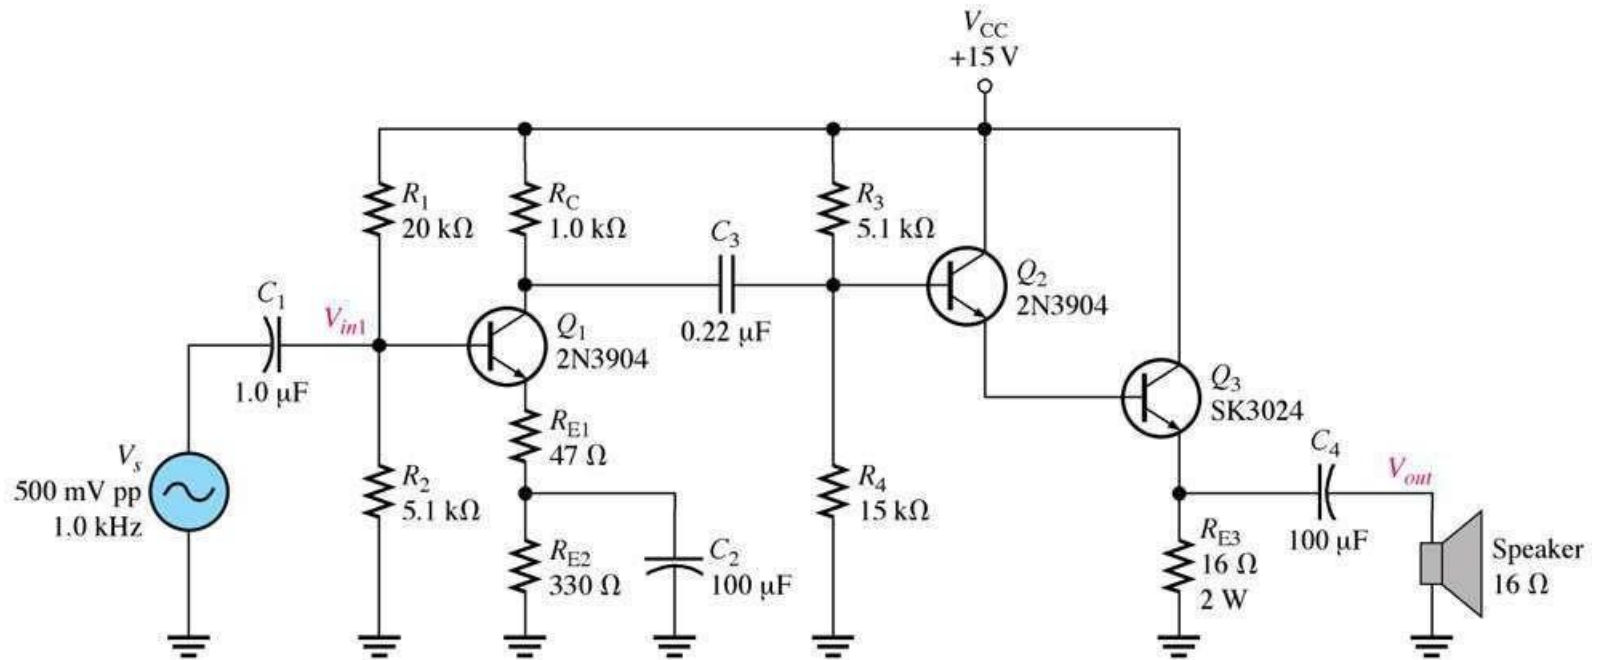 V_CC
+15 V
R_1
20 kΩ
R_C
1.0 kΩ
R_3
5.1 kΩ
C_3
0.22 μF
Q_2
2N3904
C_1
1.0 μF
V_in1
Q_1
2N3904
Q_3
SK3024
R_E1
47 Ω
C_4
100 μF
V_out
V_s
500 mV pp
1.0 kHz
R_2
5.1 kΩ
R_4
15 kΩ
R_E2
330 Ω
C_2
100 μF
R_E3
16 Ω
2 W
Speaker
16 Ω